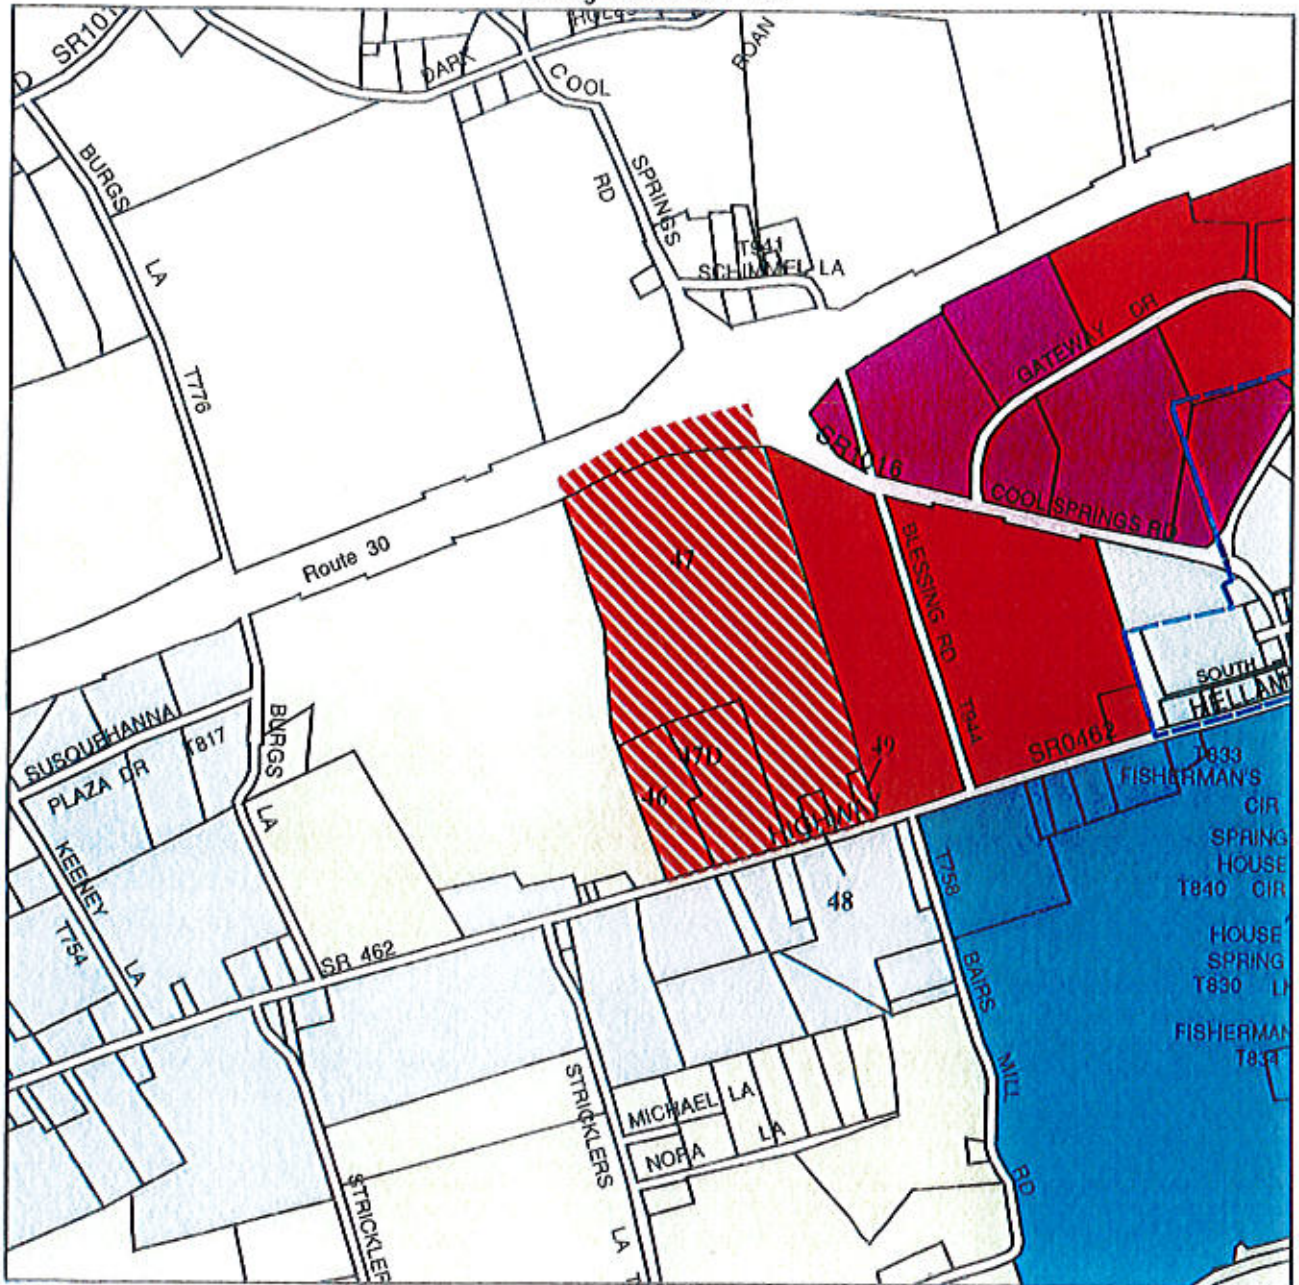 SR101
DARK
COOL
SPRINGS
RD
ROAN
BURGS
LA
T776
T941
SCHIMMEL LA
GATEWAY DR
SR1016
COOL SPRINGS RD
Route 30
47
BLESSING RD
T944
SOUTH
HELLAM
SUSQUEHANNA
PLAZA DR
T817
BURGS
LA
47D
46
49
HIGHWAY
SR0462
48
T833
FISHERMAN'S
CIR
SPRING
HOUSE
T840 CIR
HOUSE
SPRING
T830
FISHERMAN
T831
KEENEY
LA
T754
SR 462
T758
BAIRS
MILL
RD
STRICKLERS
LA
MICHAEL LA
NORA LA
STRICKLER